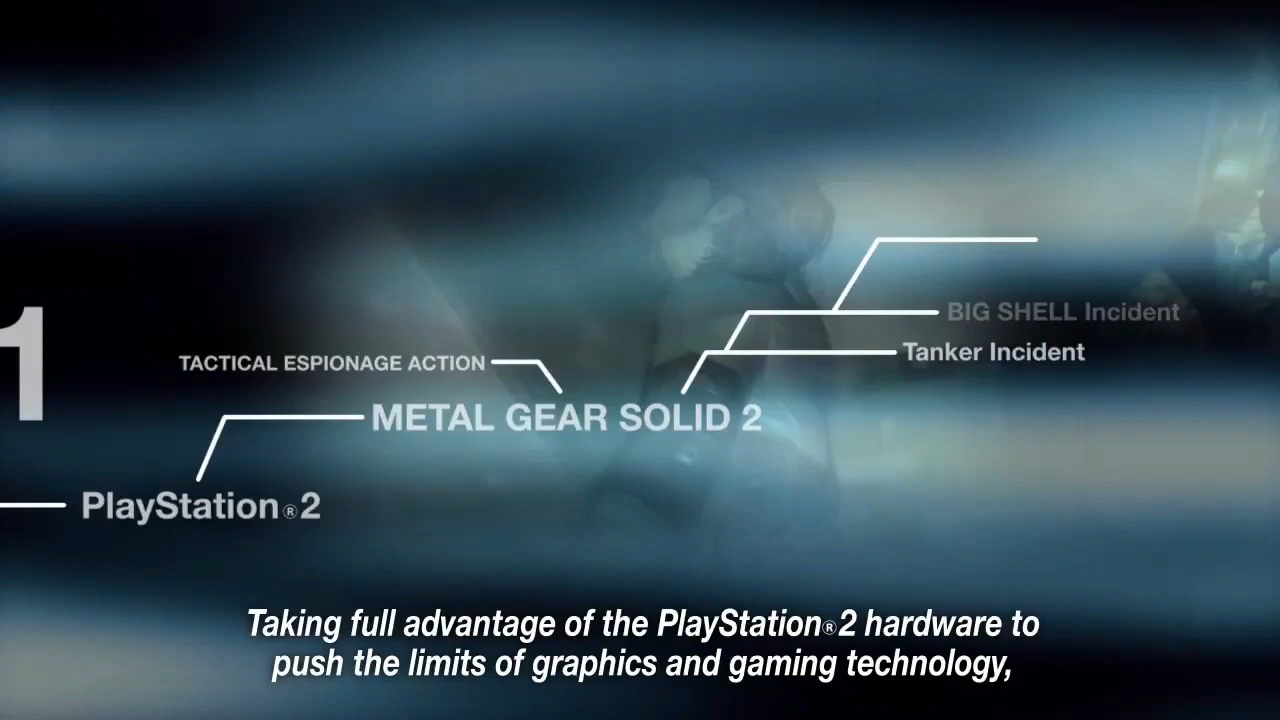 BIG SHELL Incident
1
Tanker Incident
TACTICAL ESPIONAGE ACTION
METAL GEAR SOLID 2
PlayStation®2
Taking full advantage of the PlayStation®2 hardware to
push the limits of graphics and gaming technology,